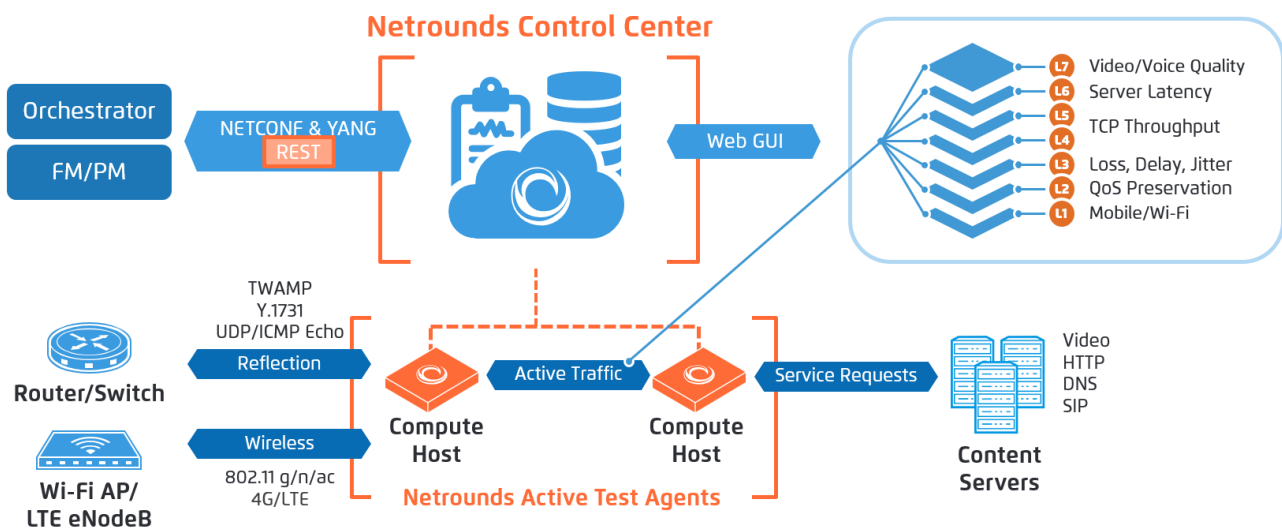 Netrounds Control Center
Orchestrator
FM/PM
NETCONF & YANG
REST
Web GUI
L7 Video/Voice Quality
L6 Server Latency
L5
TCP Throughput
L4
L3 Loss, Delay, Jitter
L2 QoS Preservation
L1 Mobile/Wi-Fi
TWAMP
Y.1731
UDP/ICMP Echo
Reflection
Router/Switch
Wireless
802.11 g/n/ac
4G/LTE
Wi-Fi AP/
LTE eNodeB
Active Traffic
Compute
Host
Compute
Host
Netrounds Active Test Agents
Service Requests
Video
HTTP
DNS
SIP
Content
Servers